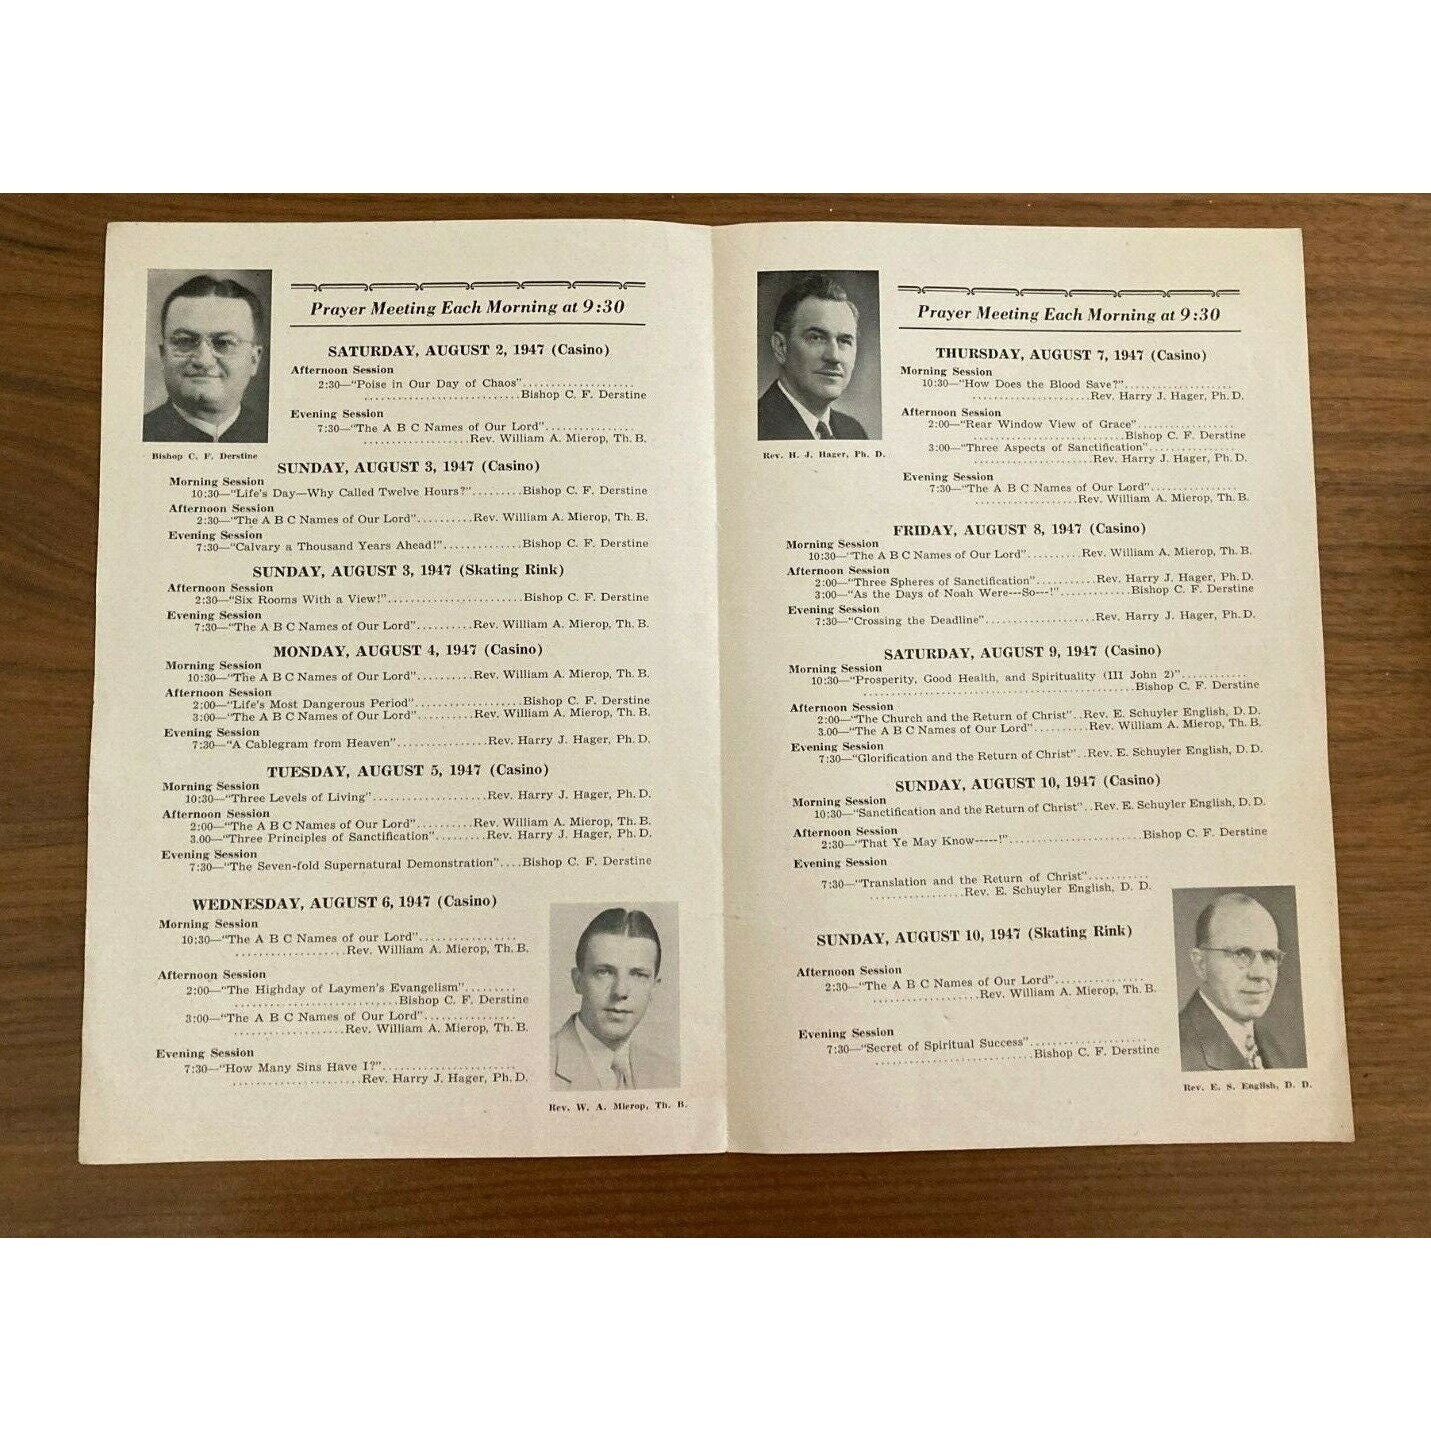 Prayer Meeting Each Morning at 9:30
SATURDAY, AUGUST 2, 1947 (Casino)
Afternoon Session
2:30—"Poise in Our Day of Chaos"....................
............................Bishop C. F. Derstine
Evening Session
7:30—"The A B C Names of Our Lord"................
...................Rev. William A. Mierop, Th. B.
Bishop C. F. Derstine
SUNDAY, AUGUST 3, 1947 (Casino)
Morning Session
10:30—"Life's Day—Why Called Twelve Hours?".........Bishop C. F. Derstine
Afternoon Session
2:30—"The A B C Names of Our Lord"..........Rev. William A. Mierop, Th. B.
Evening Session
7:30—"Calvary a Thousand Years Ahead!"..............Bishop C. F. Derstine
SUNDAY, AUGUST 3, 1947 (Skating Rink)
Afternoon Session
2:30—"Six Rooms With a View!"........................Bishop C. F. Derstine
Evening Session
7:30—"The A B C Names of Our Lord"..........Rev. William A. Mierop, Th. B.
MONDAY, AUGUST 4, 1947 (Casino)
Morning Session
10:30—"The A B C Names of Our Lord"..........Rev. William A. Mierop, Th. B.
Afternoon Session
2:00—"Life's Most Dangerous Period"...................Bishop C. F. Derstine
3:00—"The A B C Names of Our Lord"..........Rev. William A. Mierop, Th. B.
Evening Session
7:30—"A Cablegram from Heaven"................Rev. Harry J. Hager, Ph. D.
TUESDAY, AUGUST 5, 1947 (Casino)
Morning Session
10:30—"Three Levels of Living"....................Rev. Harry J. Hager, Ph. D.
Afternoon Session
2:00—"The A B C Names of Our Lord"..........Rev. William A. Mierop, Th. B.
3.00—"Three Principles of Sanctification".........Rev. Harry J. Hager, Ph. D.
Evening Session
7:30—"The Seven-fold Supernatural Demonstration"....Bishop C. F. Derstine
WEDNESDAY, AUGUST 6, 1947 (Casino)
Morning Session
10:30—"The A B C Names of our Lord".................
...................Rev. William A. Mierop, Th. B.
Afternoon Session
2:00—"The Highday of Laymen's Evangelism".........
.............................Bishop C. F. Derstine
3:00—"The A B C Names of Our Lord"................
...................Rev. William A. Mierop, Th. B.
Evening Session
7:30—"How Many Sins Have I?".......................
......................Rev. Harry J. Hager, Ph. D.
Rev. W. A. Mierop, Th. B.
Prayer Meeting Each Morning at 9:30
THURSDAY, AUGUST 7, 1947 (Casino)
Morning Session
10:30—"How Does the Blood Save?"...................
.....................Rev. Harry J. Hager, Ph. D.
Afternoon Session
2:00—"Rear Window View of Grace"..................
...........................Bishop C. F. Derstine
3:00—"Three Aspects of Sanctification"...............
.....................Rev. Harry J. Hager, Ph. D.
Rev. H. J. Hager, Ph. D.
Evening Session
7:30—"The A B C Names of Our Lord"...............
..................Rev. William A. Mierop, Th. B.
FRIDAY, AUGUST 8, 1947 (Casino)
Morning Session
10:30—"The A B C Names of Our Lord"..........Rev. William A. Mierop, Th. B.
Afternoon Session
2:00—"Three Spheres of Sanctification"...........Rev. Harry J. Hager, Ph. D.
3:00—"As the Days of Noah Were---So---!".............Bishop C. F. Derstine
Evening Session
7:30—"Crossing the Deadline"....................Rev. Harry J. Hager, Ph. D.
SATURDAY, AUGUST 9, 1947 (Casino)
Morning Session
10:30—"Prosperity, Good Health, and Spirituality (III John 2)"............
................................................Bishop C. F. Derstine
Afternoon Session
2:00—"The Church and the Return of Christ"..Rev. E. Schuyler English, D. D.
3.00—"The A B C Names of Our Lord"..........Rev. William A. Mierop, Th. B.
Evening Session
7:30—"Glorification and the Return of Christ"..Rev. E. Schuyler English, D. D.
SUNDAY, AUGUST 10, 1947 (Casino)
Morning Session
10:30—"Sanctification and the Return of Christ"..Rev. E. Schuyler English, D. D.
Afternoon Session
2:30—"That Ye May Know-----!"........................Bishop C. F. Derstine
Evening Session
7:30—"Translation and the Return of Christ"...........
.................Rev. E. Schuyler English, D. D.
SUNDAY, AUGUST 10, 1947 (Skating Rink)
Afternoon Session
2:30—"The A B C Names of Our Lord"................
...................Rev. William A. Mierop, Th. B.
Evening Session
7:30—"Secret of Spiritual Success".....................
............................Bishop C. F. Derstine
Rev. E. S. English, D. D.